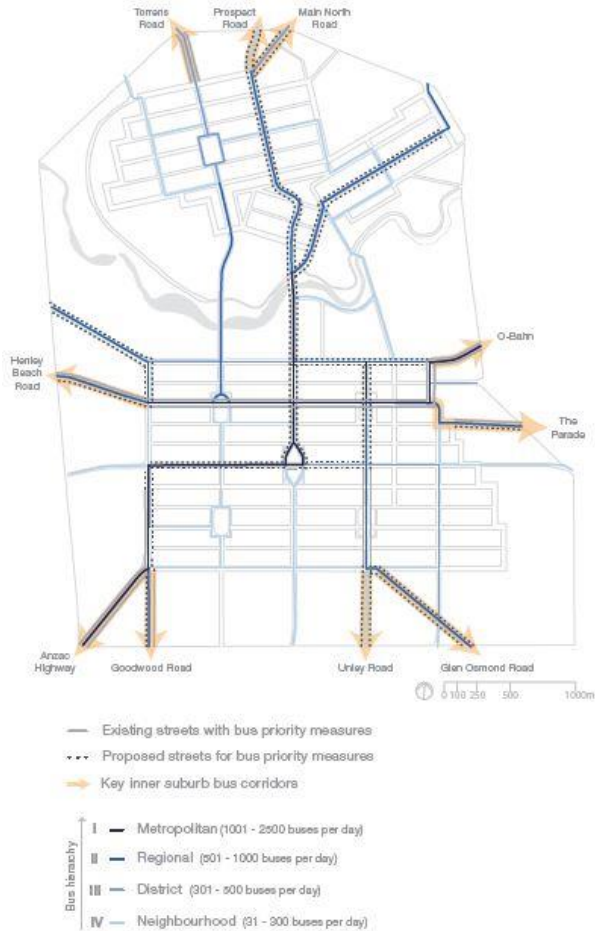 Torrens
Road
Prospect
Road
Main North
Road
O-Bahn
Henley
Beach
Road
The
Parade
Anzac
Highway
Goodwood Road
Unley Road
Glen Osmond Road
0 100 250 500 1000m
Existing streets with bus priority measures
Proposed streets for bus priority measures
Key inner suburb bus corridors
Bus hierarchy
I Metropolitan (1001 - 2500 buses per day)
II Regional (501 - 1000 buses per day)
III District (301 - 500 buses per day)
IV Neighbourhood (31 - 300 buses per day)